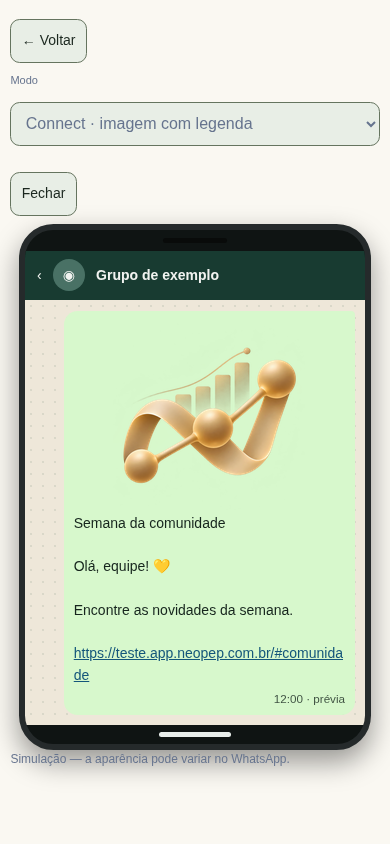 ← Voltar
Modo
Connect · imagem com legenda
Fechar
‹ ◉ Grupo de exemplo
Semana da comunidade
Olá, equipe! 💛
Encontre as novidades da semana.
https://teste.app.neopep.com.br/#comunida
de
12:00 · prévia
Simulação — a aparência pode variar no WhatsApp.